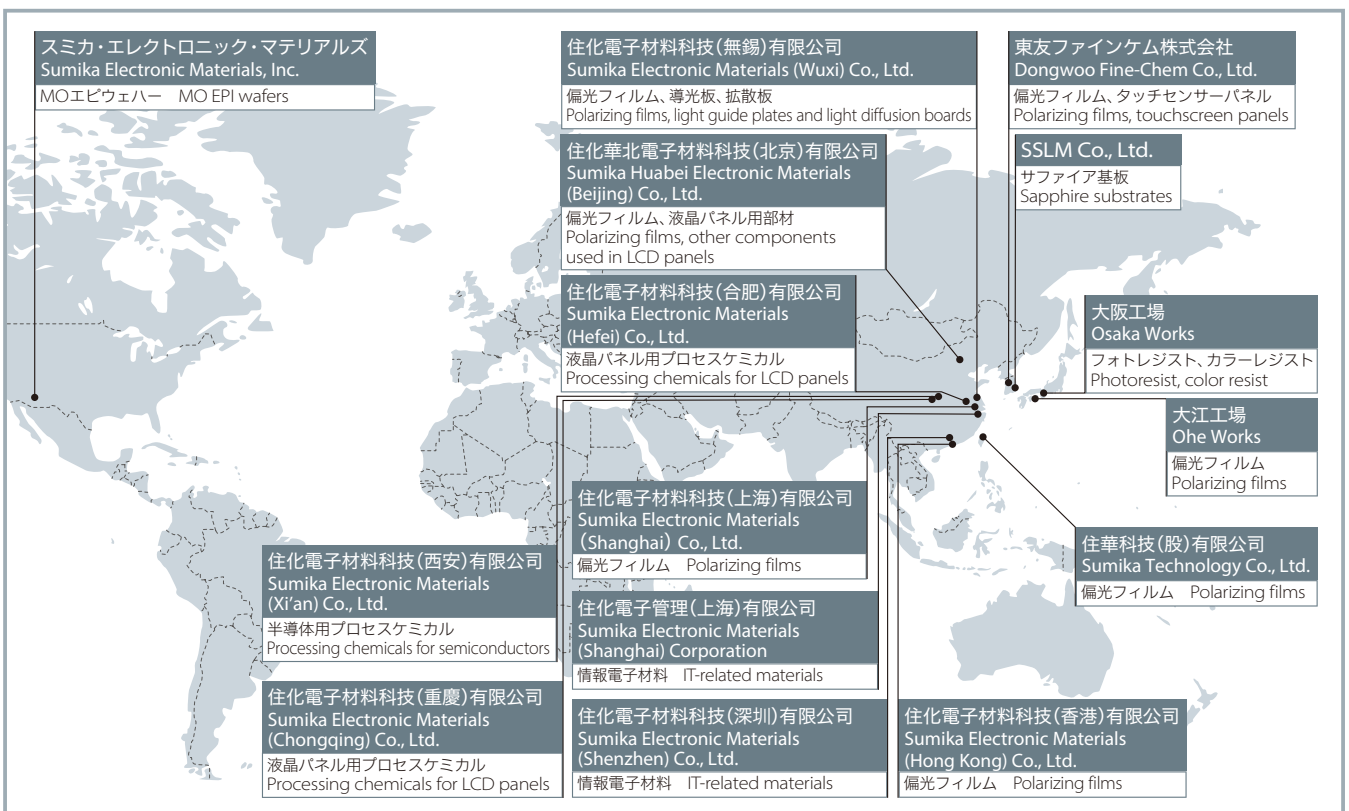 スミカ・エレクトロニック・マテリアルズ
Sumika Electronic Materials, Inc.
MOエピウェハー MO EPI wafers
住化電子材料科技(無錫)有限公司
Sumika Electronic Materials (Wuxi) Co., Ltd.
偏光フィルム、導光板、拡散板
Polarizing films, light guide plates and light diffusion boards
東友ファインケム株式会社
Dongwoo Fine-Chem Co., Ltd.
偏光フィルム、タッチセンサーパネル
Polarizing films, touchscreen panels
住化華北電子材料科技(北京)有限公司
Sumika Huabei Electronic Materials
(Beijing) Co., Ltd.
偏光フィルム、液晶パネル用部材
Polarizing films, other components
used in LCD panels
SSLM Co., Ltd.
サファイア基板
Sapphire substrates
住化電子材料科技(合肥)有限公司
Sumika Electronic Materials
(Hefei) Co., Ltd.
液晶パネル用プロセスケミカル
Processing chemicals for LCD panels
大阪工場
Osaka Works
フォトレジスト、カラーレジスト
Photoresist, color resist
大江工場
Ohe Works
偏光フィルム
Polarizing films
住化電子材料科技(上海)有限公司
Sumika Electronic Materials
(Shanghai) Co., Ltd.
偏光フィルム Polarizing films
住華科技(股)有限公司
Sumika Technology Co., Ltd.
偏光フィルム Polarizing films
住化電子材料科技(西安)有限公司
Sumika Electronic Materials
(Xi'an) Co., Ltd.
半導体用プロセスケミカル
Processing chemicals for semiconductors
住化電子管理(上海)有限公司
Sumika Electronic Materials
(Shanghai) Corporation
情報電子材料 IT-related materials
住化電子材料科技(重慶)有限公司
Sumika Electronic Materials
(Chongqing) Co., Ltd.
液晶パネル用プロセスケミカル
Processing chemicals for LCD panels
住化電子材料科技(深圳)有限公司
Sumika Electronic Materials
(Shenzhen) Co., Ltd.
情報電子材料 IT-related materials
住化電子材料科技(香港)有限公司
Sumika Electronic Materials
(Hong Kong) Co., Ltd.
偏光フィルム Polarizing films